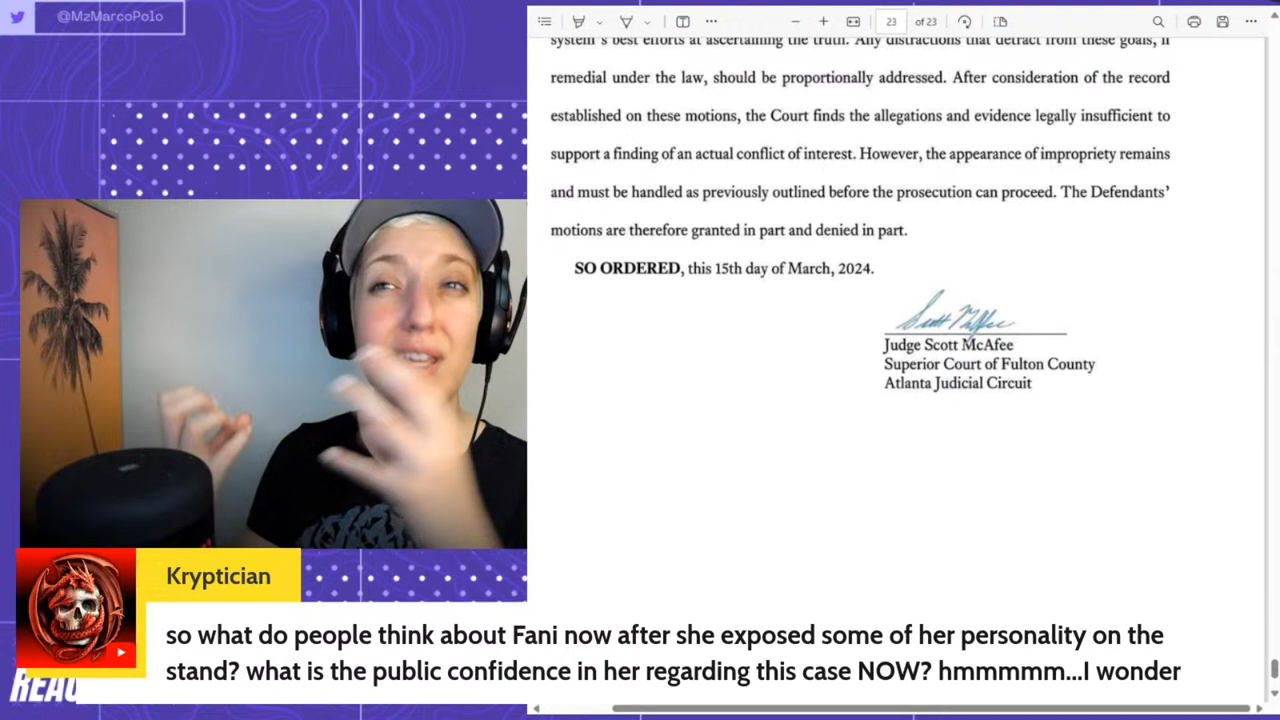 @MzMarcoPolo
23 of 23
system's best efforts at ascertaining the truth. Any distractions that detract from these goals, if
remedial under the law, should be proportionally addressed. After consideration of the record
established on these motions, the Court finds the allegations and evidence legally insufficient to
support a finding of an actual conflict of interest. However, the appearance of impropriety remains
and must be handled as previously outlined before the prosecution can proceed. The Defendants'
motions are therefore granted in part and denied in part.
SO ORDERED, this 15th day of March, 2024.
Judge Scott McAfee
Superior Court of Fulton County
Atlanta Judicial Circuit
Kryptician
so what do people think about Fani now after she exposed some of her personality on the
stand? what is the public confidence in her regarding this case NOW? hmmmmm...I wonder